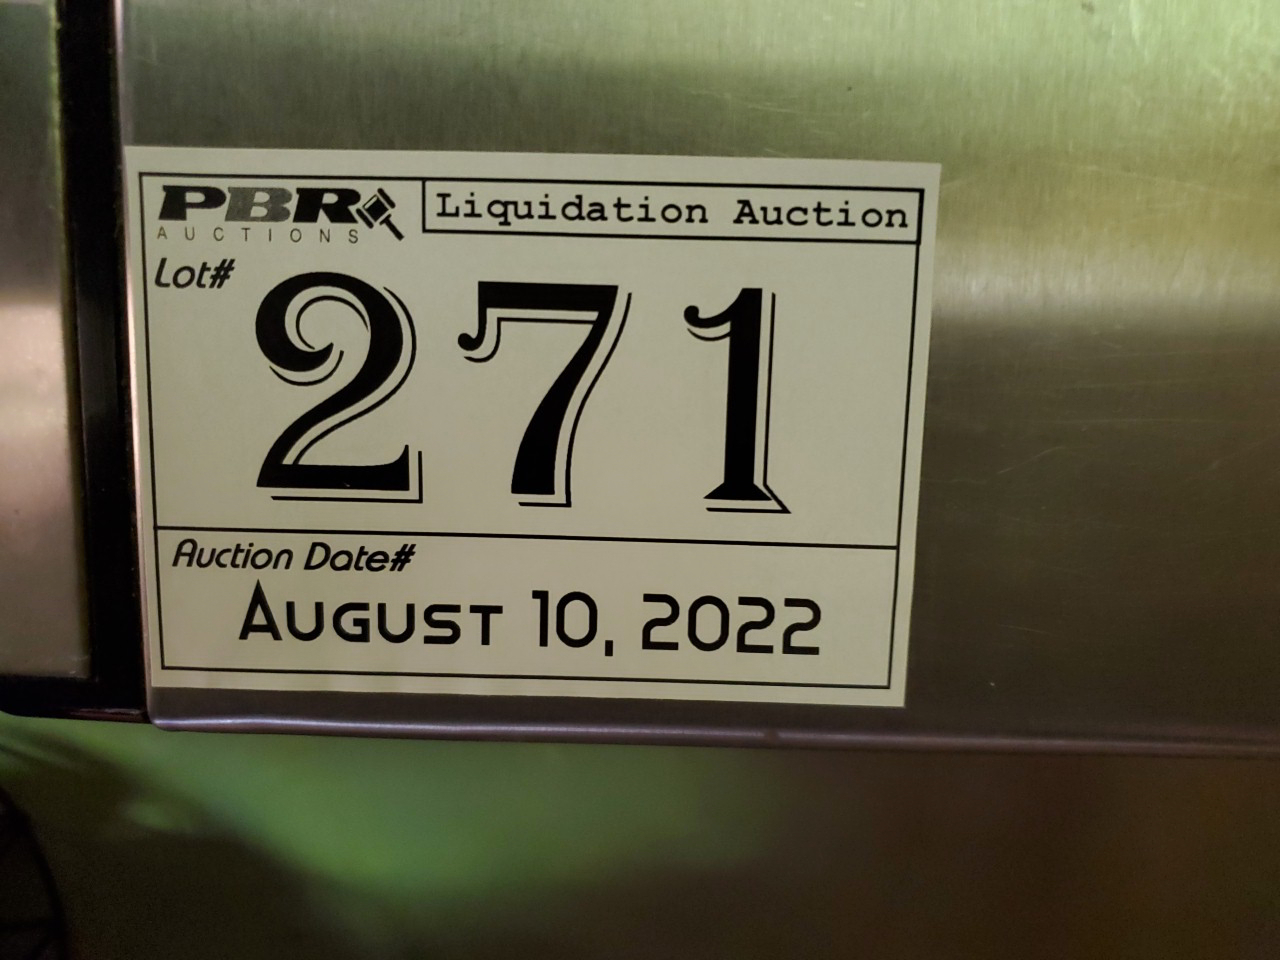 PBR
AUCTIONS
Liquidation Auction
Lot#
271
Auction Date#
AUGUST 10, 2022